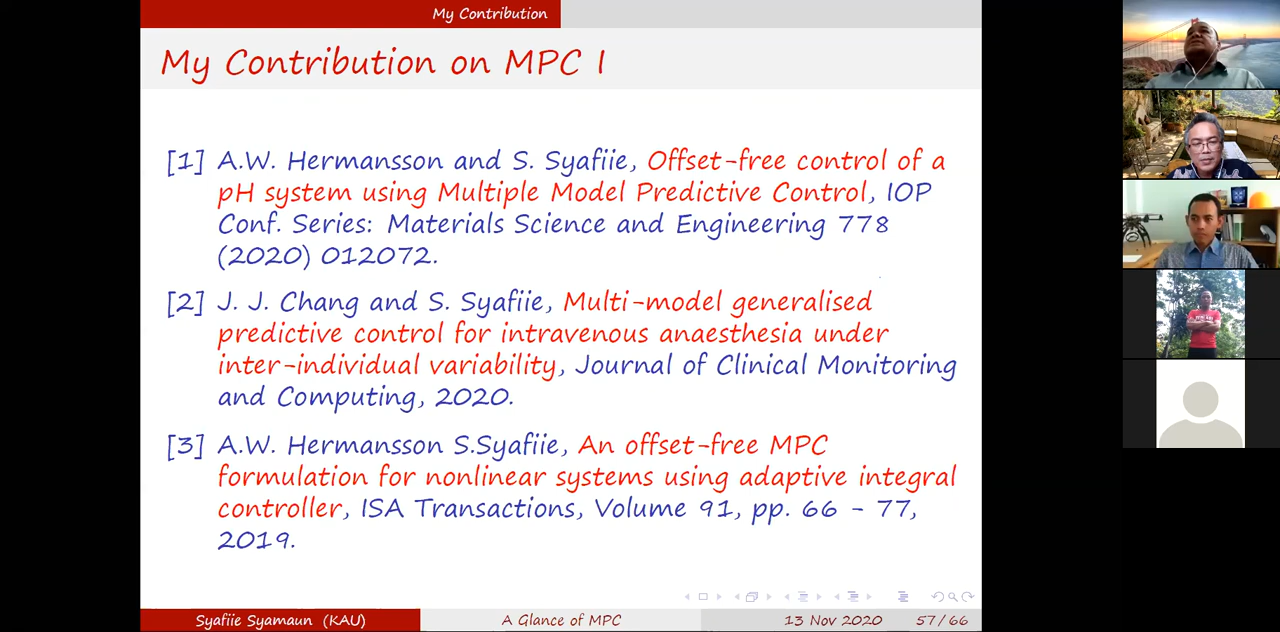 My Contribution
My Contribution on MPC I
[1] A.W. Hermansson and S. Syafiie, Offset-free control of a
pH system using Multiple Model Predictive Control, IOP
Conf. Series: Materials Science and Engineering 778
(2020) 012072.
[2] J. J. Chang and S. Syafiie, Multi-model generalised
predictive control for intravenous anaesthesia under
inter-individual variability, Journal of Clinical Monitoring
and Computing, 2020.
[3] A.W. Hermansson S.Syafiie, An offset-free MPC
formulation for nonlinear systems using adaptive integral
controller, ISA Transactions, Volume 91, pp. 66 - 77,
2019.
Syafiie Syamaun (KAU) A Glance of MPC 13 Nov 2020 57/66